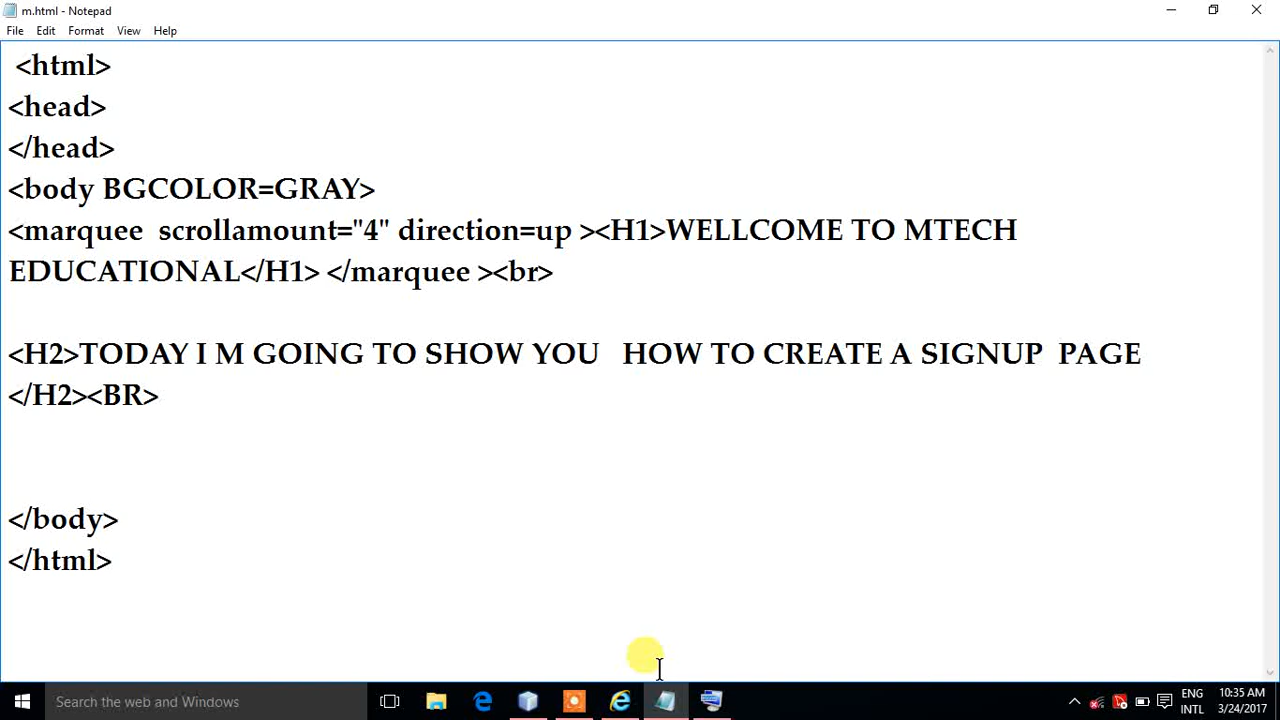 m.html - Notepad
File Edit Format View Help
<html>
<head>
</head>
<body BGCOLOR=GRAY>
<marquee  scrollamount="4" direction=up ><H1>WELLCOME TO MTECH
EDUCATIONAL</H1> </marquee ><br>
<H2>TODAY I M GOING TO SHOW YOU   HOW TO CREATE A SIGNUP  PAGE
</H2><BR>
</body>
</html>
Search the web and Windows
ENG 10:35 AM
INTL 3/24/2017